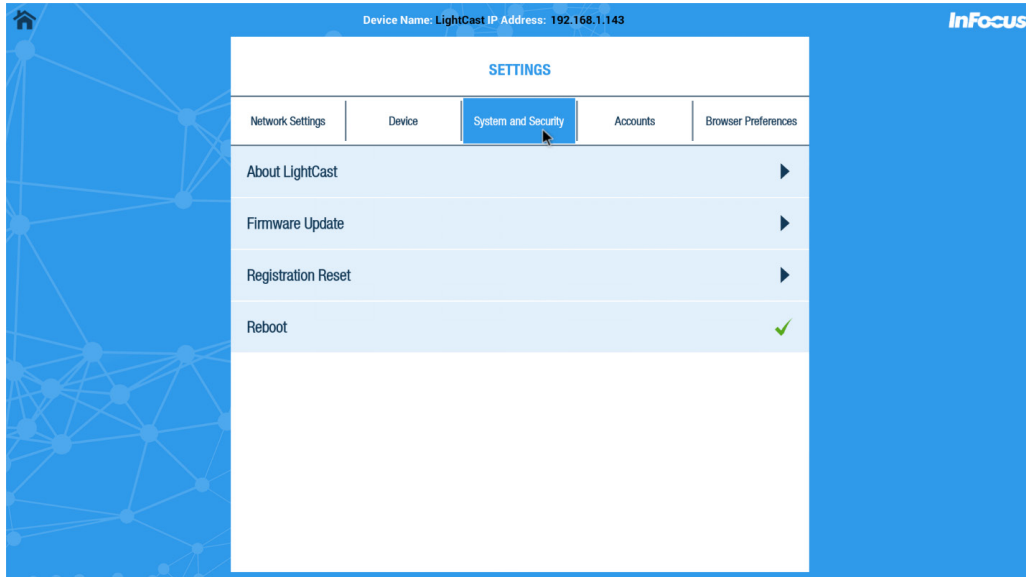 Device Name: LightCast IP Address: 192.168.1.143
InFocus
SETTINGS
Network Settings
Device
System and Security
Accounts
Browser Preferences
About LightCast
Firmware Update
Registration Reset
Reboot